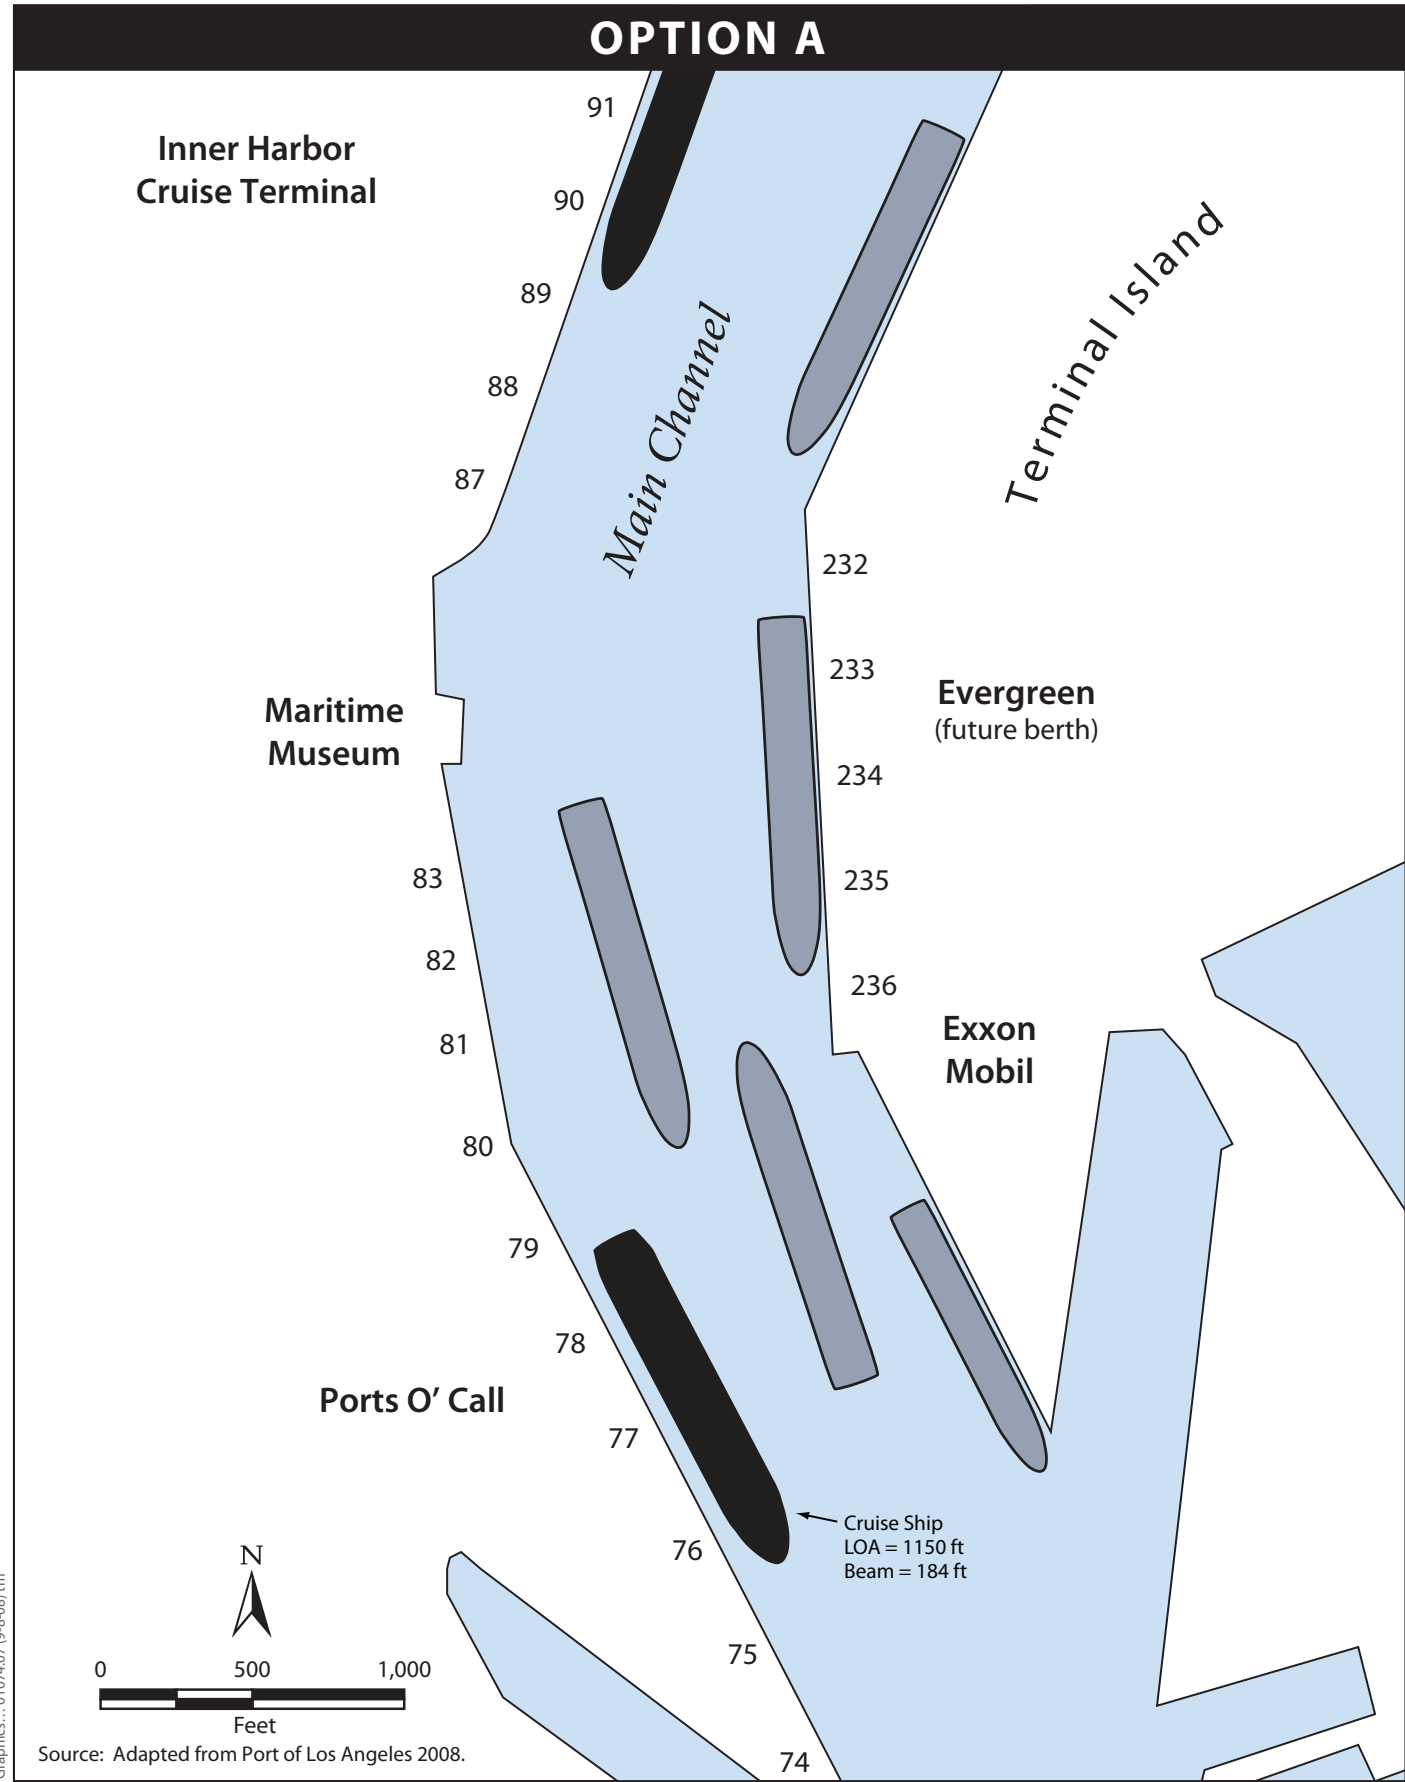 OPTION A
91
Inner Harbor
Cruise Terminal
90
89
88
87
Main Channel
Terminal Island
232
233
Evergreen
(future berth)
234
235
236
Maritime
Museum
83
82
81
80
Exxon
Mobil
79
78
Ports O’ Call
77
76
Cruise Ship
LOA = 1150 ft
Beam = 184 ft
75
74
N
0 500 1,000
Feet
Source: Adapted from Port of Los Angeles 2008.